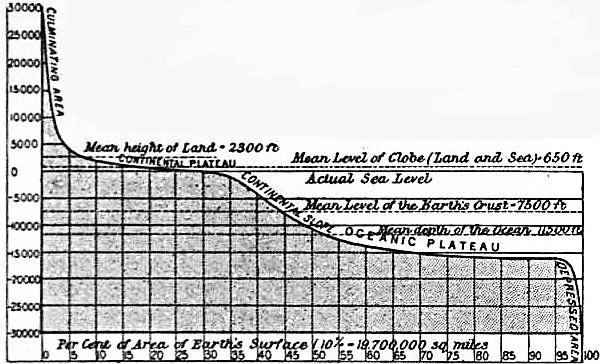 30000
25000
20000
15000
10000
5000
0
-5000
-10000
-15000
-20000
-25000
-30000
CULMINATING AREA
Mean height of Land = 2300 ft
CONTINENTAL PLATEAU
Mean Level of Globe (Land and Sea) = 650 ft
Actual Sea Level
CONTINENTAL SLOPE
Mean Level of the Earth's Crust = 7500 ft
Mean depth of the Ocean 11500 ft
OCEANIC PLATEAU
DEPRESSED AREA
Per Cent of Area of Earth's Surface (10% = 19,700,000 sq miles
0 5 10 15 20 25 30 35 40 45 50 55 60 65 70 75 80 85 90 95 100